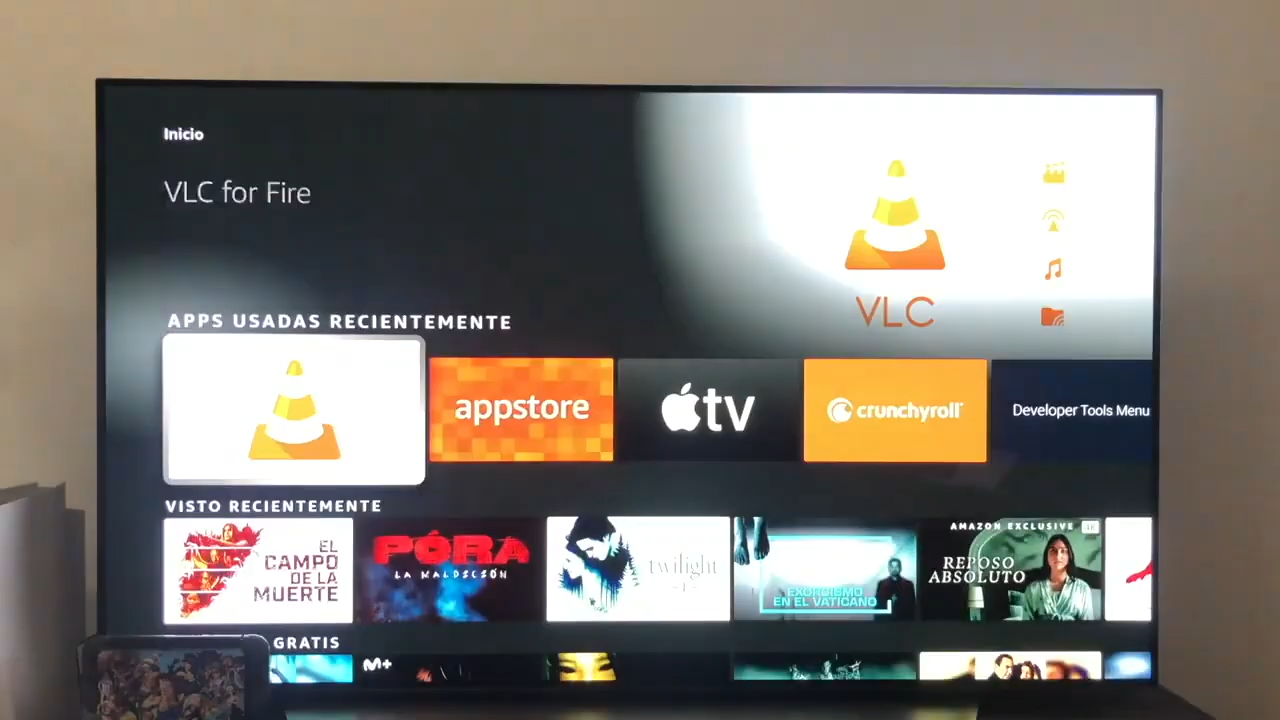 Inicio
VLC for Fire
VLC
APPS USADAS RECIENTEMENTE
appstore
tv
crunchyroll
Developer Tools Menu
VISTO RECIENTEMENTE
EL
CAMPO
DE LA
MUERTE
PÓRA
LA MALDICIÓN
twilight
EXORCISMO
EN EL VATICANO
AMAZON EXCLUSIVE
REPOSO
ABSOLUTO
GRATIS
M+